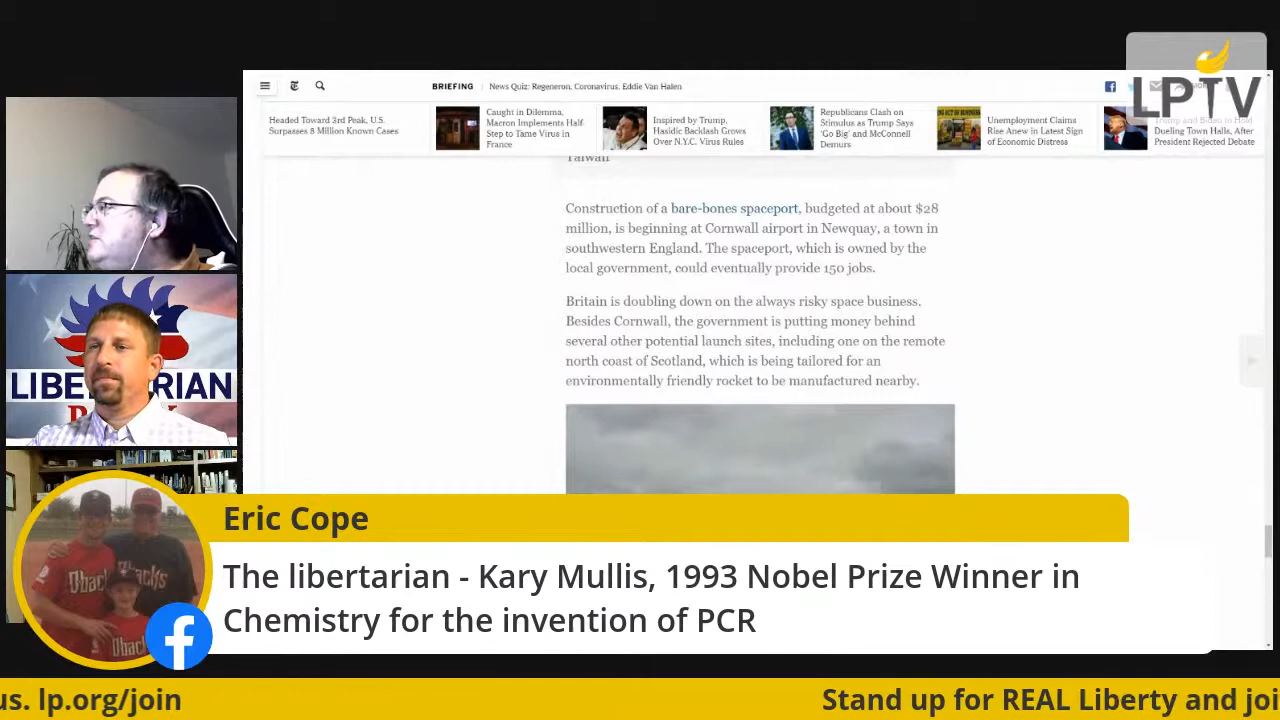 LPTV
BRIEFING
News Quiz: Regeneron, Coronavirus, Eddie Van Halen
Headed Toward 3rd Peak, U.S.
Surpasses 8 Million Known Cases
Caught in Dilemma,
Macron Implements Half-
Step to Tame Virus in
France
Inspired by Trump,
Hasidic Backlash Grows
Over N.Y.C. Virus Rules
Republicans Clash on
Stimulus as Trump Says
‘Go Big’ and McConnell
Demurs
Unemployment Claims
Rise Anew in Latest Sign
of Economic Distress
Trump and Biden to Hold
Dueling Town Halls, After
President Rejected Debate
Taiwan
Construction of a bare-bones spaceport, budgeted at about $28
million, is beginning at Cornwall airport in Newquay, a town in
southwestern England. The spaceport, which is owned by the
local government, could eventually provide 150 jobs.
Britain is doubling down on the always risky space business.
Besides Cornwall, the government is putting money behind
several other potential launch sites, including one on the remote
north coast of Scotland, which is being tailored for an
environmentally friendly rocket to be manufactured nearby.
Eric Cope
The libertarian - Kary Mullis, 1993 Nobel Prize Winner in
Chemistry for the invention of PCR
us. lp.org/join
Stand up for REAL Liberty and joi